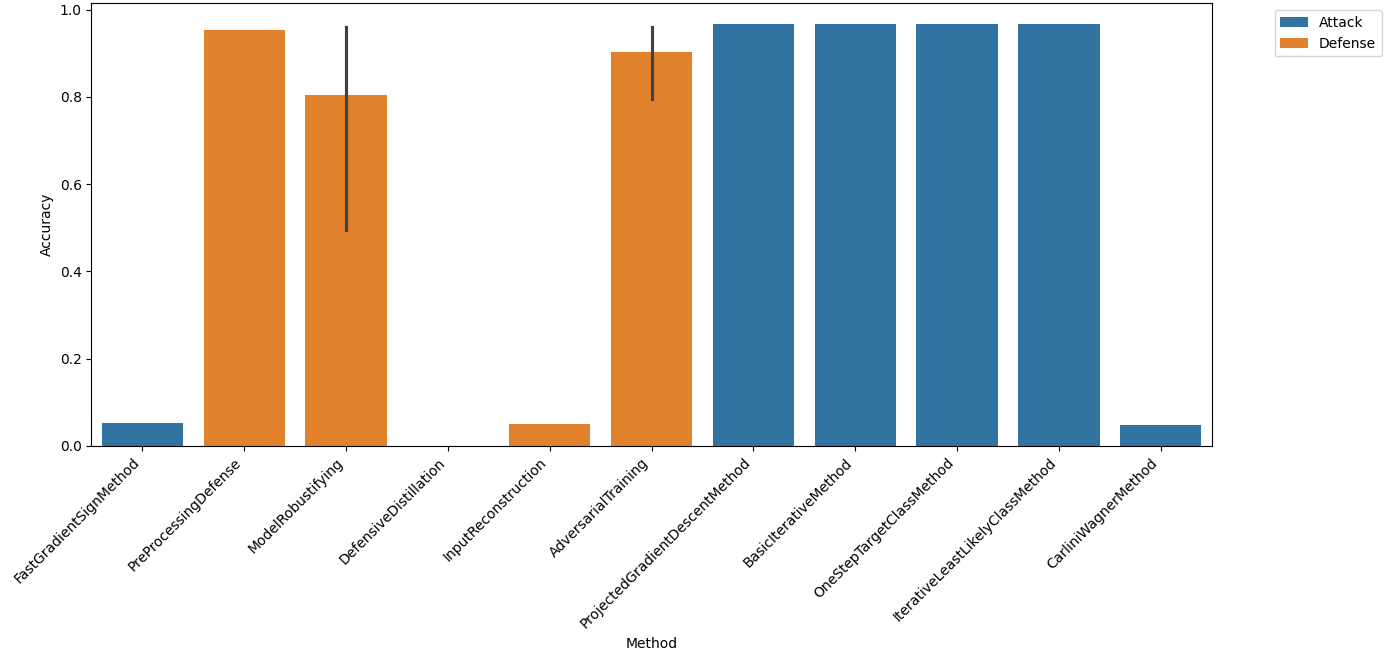 1.0
0.8
0.6
0.4
0.2
0.0
Accuracy
Attack
Defense
FastGradientSignMethod
PreProcessingDefense
ModelRobustifying
DefensiveDistillation
InputReconstruction
AdversarialTraining
ProjectedGradientDescentMethod
BasicIterativeMethod
OneStepTargetClassMethod
IterativeLeastLikelyClassMethod
CarliniWagnerMethod
Method